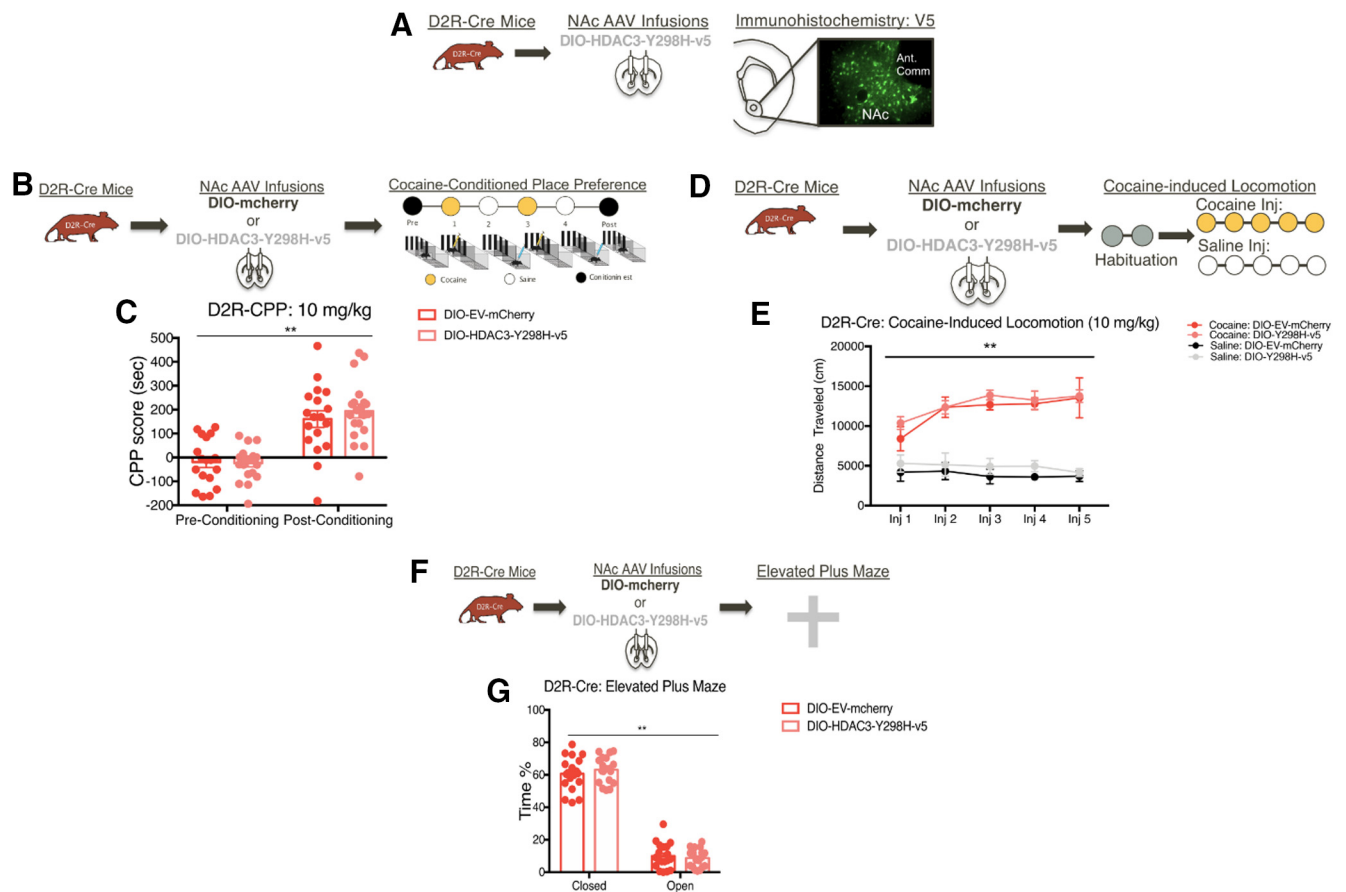 A
D2R-Cre Mice
D2R-Cre
NAc AAV Infusions
DIO-HDAC3-Y298H-v5
Immunohistochemistry: V5
Ant.
Comm
NAc
B
D2R-Cre Mice
D2R-Cre
NAc AAV Infusions
DIO-mcherry
or
DIO-HDAC3-Y298H-v5
Cocaine-Conditioned Place Preference
Pre 1 2 3 4 Post
Cocaine Saine Conitionin est
C
D2R-CPP: 10 mg/kg
**
CPP score (sec)
500
400
300
200
100
0
-100
-200
Pre-Conditioning Post-Conditioning
DIO-EV-mCherry
DIO-HDAC3-Y298H-v5
D
D2R-Cre Mice
D2R-Cre
NAc AAV Infusions
DIO-mcherry
or
DIO-HDAC3-Y298H-v5
Cocaine-induced Locomotion
Habituation
Cocaine Inj:
Saline Inj:
E
D2R-Cre: Cocaine-Induced Locomotion (10 mg/kg)
**
Distance Traveled (cm)
20000
15000
10000
5000
0
Inj 1 Inj 2 Inj 3 Inj 4 Inj 5
Cocaine: DIO-EV-mCherry
Cocaine: DIO-Y298H-v5
Saline: DIO-EV-mCherry
Saline: DIO-Y298H-v5
F
D2R-Cre Mice
D2R-Cre
NAc AAV Infusions
DIO-mcherry
or
DIO-HDAC3-Y298H-v5
Elevated Plus Maze
G
D2R-Cre: Elevated Plus Maze
**
Time %
100
80
60
40
20
0
Closed Open
DIO-EV-mcherry
DIO-HDAC3-Y298H-v5